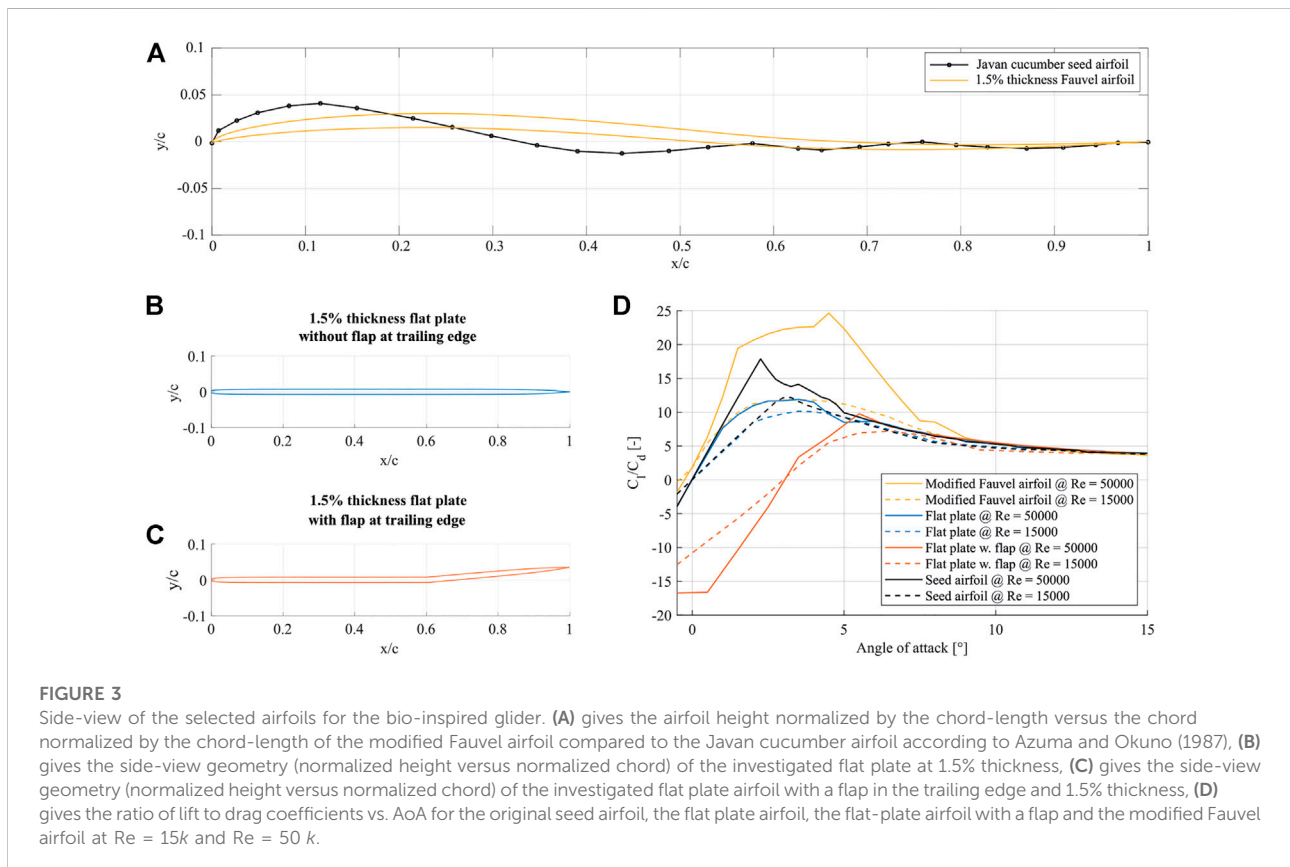 A
0.1
0.05
0
-0.05
-0.1
y/c
Javan cucumber seed airfoil
1.5% thickness Fauvel airfoil
0 0.1 0.2 0.3 0.4 0.5 0.6 0.7 0.8 0.9 1
x/c
B
1.5% thickness flat plate
without flap at trailing edge
0.1
0
-0.1
y/c
0 0.2 0.4 0.6 0.8 1
x/c
C
1.5% thickness flat plate
with flap at trailing edge
0.1
0
-0.1
y/c
0 0.2 0.4 0.6 0.8 1
x/c
D
25
20
15
10
5
0
-5
-10
-15
-20
C_l/C_d [-]
Modified Fauvel airfoil @ Re = 50000
Modified Fauvel airfoil @ Re = 15000
Flat plate @ Re = 50000
Flat plate @ Re = 15000
Flat plate w. flap @ Re = 50000
Flat plate w. flap @ Re = 15000
Seed airfoil @ Re = 50000
Seed airfoil @ Re = 15000
0 5 10 15
Angle of attack [°]
FIGURE 3
Side-view of the selected airfoils for the bio-inspired glider. (A) gives the airfoil height normalized by the chord-length versus the chord
normalized by the chord-length of the modified Fauvel airfoil compared to the Javan cucumber airfoil according to Azuma and Okuno (1987), (B)
gives the side-view geometry (normalized height versus normalized chord) of the investigated flat plate at 1.5% thickness, (C) gives the side-view
geometry (normalized height versus normalized chord) of the investigated flat plate airfoil with a flap in the trailing edge and 1.5% thickness, (D)
gives the ratio of lift to drag coefficients vs. AoA for the original seed airfoil, the flat plate airfoil, the flat-plate airfoil with a flap and the modified Fauvel
airfoil at Re = 15k and Re = 50 k.